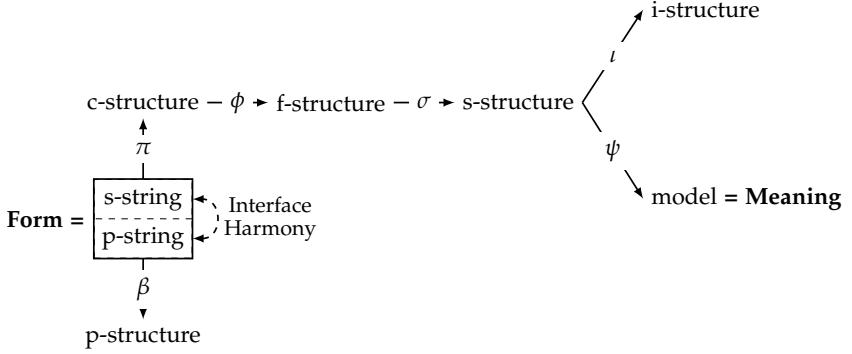 i-structure
ι
c-structure – ϕ → f-structure – σ → s-structure
ψ
π
model = Meaning
s-string
Form =
Interface
Harmony
p-string
β
p-structure